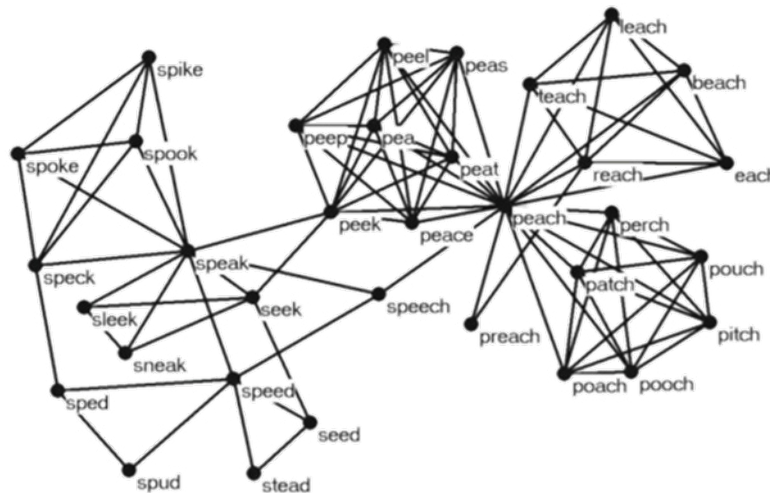 leach
peel
peas
spike
beach
teach
peep
pea
spook
spoke
peat
reach
each
peek
peach
peace
perch
speak
speck
pouch
patch
seek
speech
sleek
preach
pitch
sneak
speed
poach
pooch
sped
seed
spud
stead